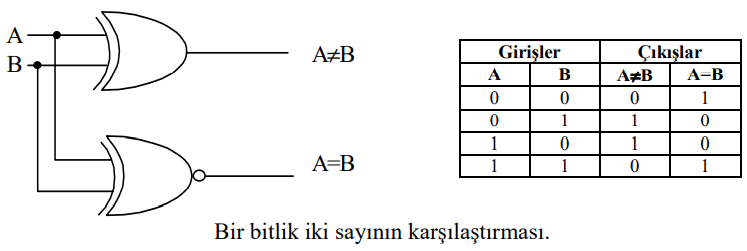 A
B
A≠B
A=B
Girişler Çıkışlar
A B A≠B A=B
0 0 0 1
0 1 1 0
1 0 1 0
1 1 0 1
Bir bitlik iki sayının karşılaştırması.